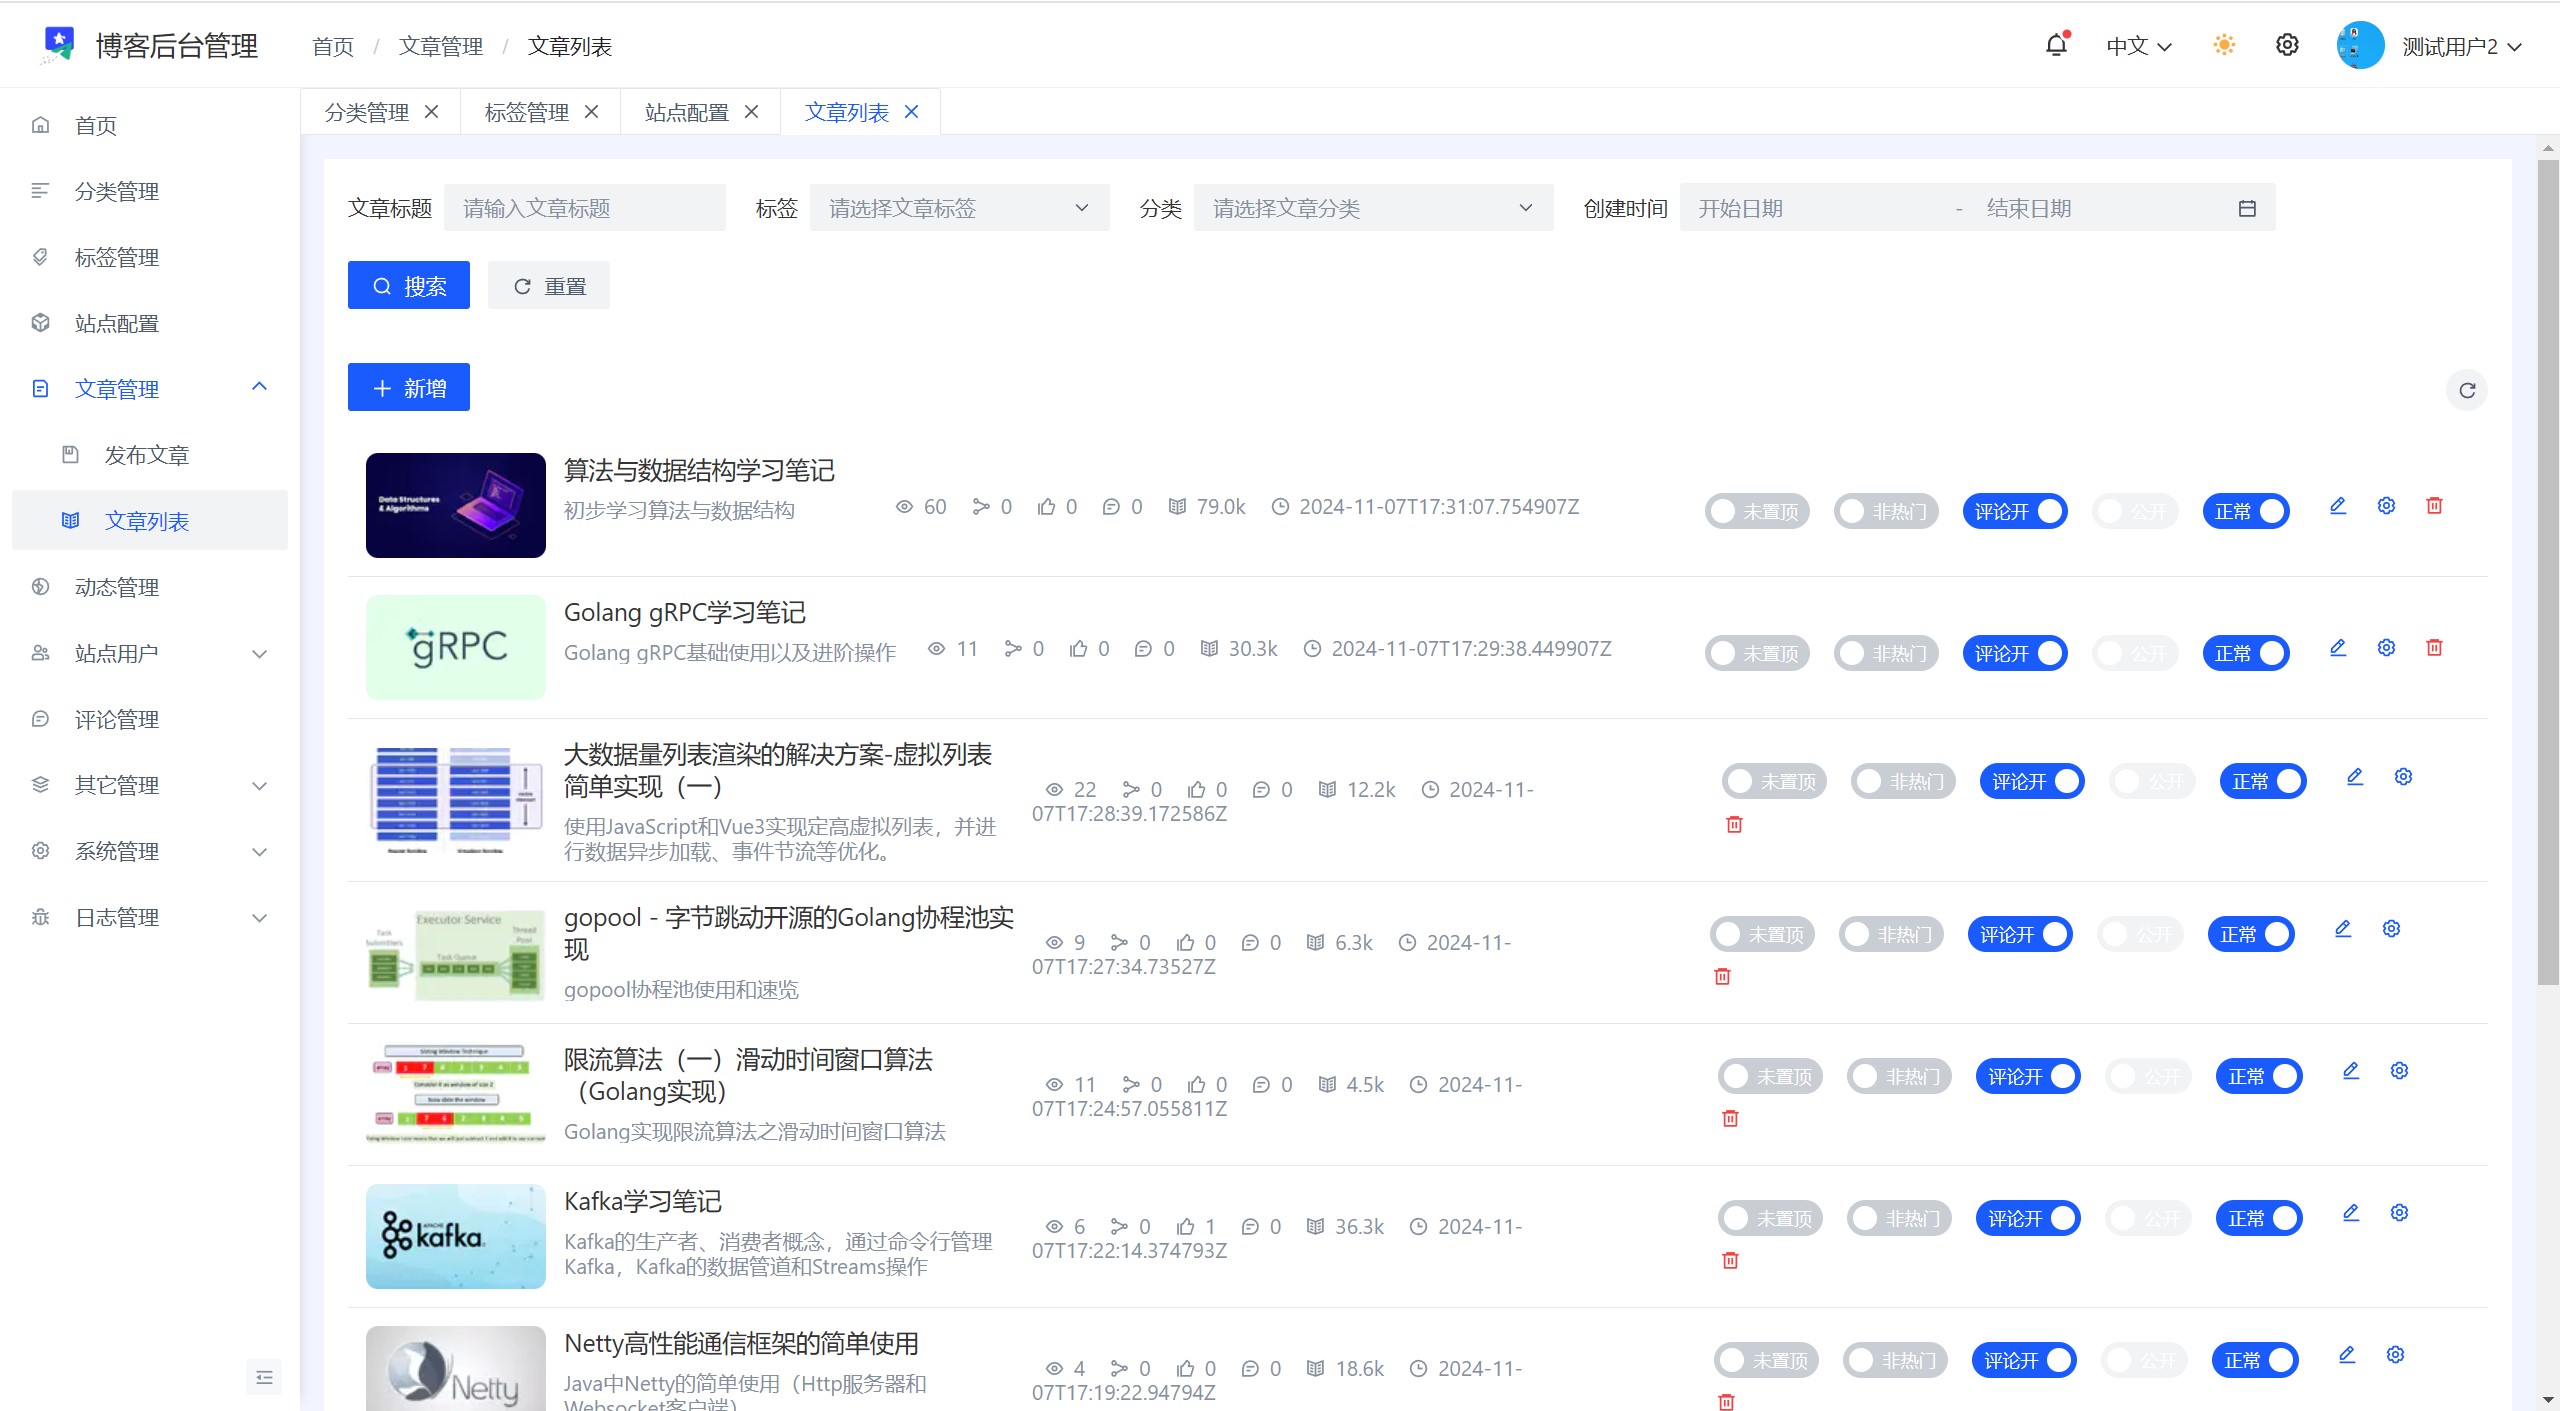 博客后台管理
首页 / 文章管理 / 文章列表
中文
测试用户2
首页
分类管理
标签管理
站点配置
文章管理
发布文章
文章列表
动态管理
站点用户
评论管理
其它管理
系统管理
日志管理
分类管理 标签管理 站点配置 文章列表
文章标题 请输入文章标题 标签 请选择文章标签 分类 请选择文章分类 创建时间 开始日期 - 结束日期
搜索 重置
新增
Data Structures
& Algorithms
算法与数据结构学习笔记
初步学习算法与数据结构
60 0 0 0 79.0k 2024-11-07T17:31:07.754907Z
未置顶 非热门 评论开 公开 正常
gRPC
Golang gRPC学习笔记
Golang gRPC基础使用以及进阶操作
11 0 0 0 30.3k 2024-11-07T17:29:38.449907Z
未置顶 非热门 评论开 公开 正常
大数据量列表渲染的解决方案-虚拟列表
简单实现（一）
使用JavaScript和Vue3实现定高虚拟列表，并进
行数据异步加载、事件节流等优化。
22 0 0 0 12.2k 2024-11-
07T17:28:39.172586Z
未置顶 非热门 评论开 公开 正常
Executor Service
Task
Submitters
Thread
Pool
Task Queue
gopool - 字节跳动开源的Golang协程池实
现
gopool协程池使用和速览
9 0 0 0 6.3k 2024-11-
07T17:27:34.73527Z
未置顶 非热门 评论开 公开 正常
Sliding Window Technique
限流算法（一）滑动时间窗口算法
（Golang实现）
Golang实现限流算法之滑动时间窗口算法
11 0 0 0 4.5k 2024-11-
07T17:24:57.055811Z
未置顶 非热门 评论开 公开 正常
APACHE
kafka
Kafka学习笔记
Kafka的生产者、消费者概念，通过命令行管理
Kafka，Kafka的数据管道和Streams操作
6 0 1 0 36.3k 2024-11-
07T17:22:14.374793Z
未置顶 非热门 评论开 公开 正常
Netty
Netty高性能通信框架的简单使用
Java中Netty的简单使用（Http服务器和
Websocket客户端）
4 0 0 0 18.6k 2024-11-
07T17:19:22.94794Z
未置顶 非热门 评论开 公开 正常